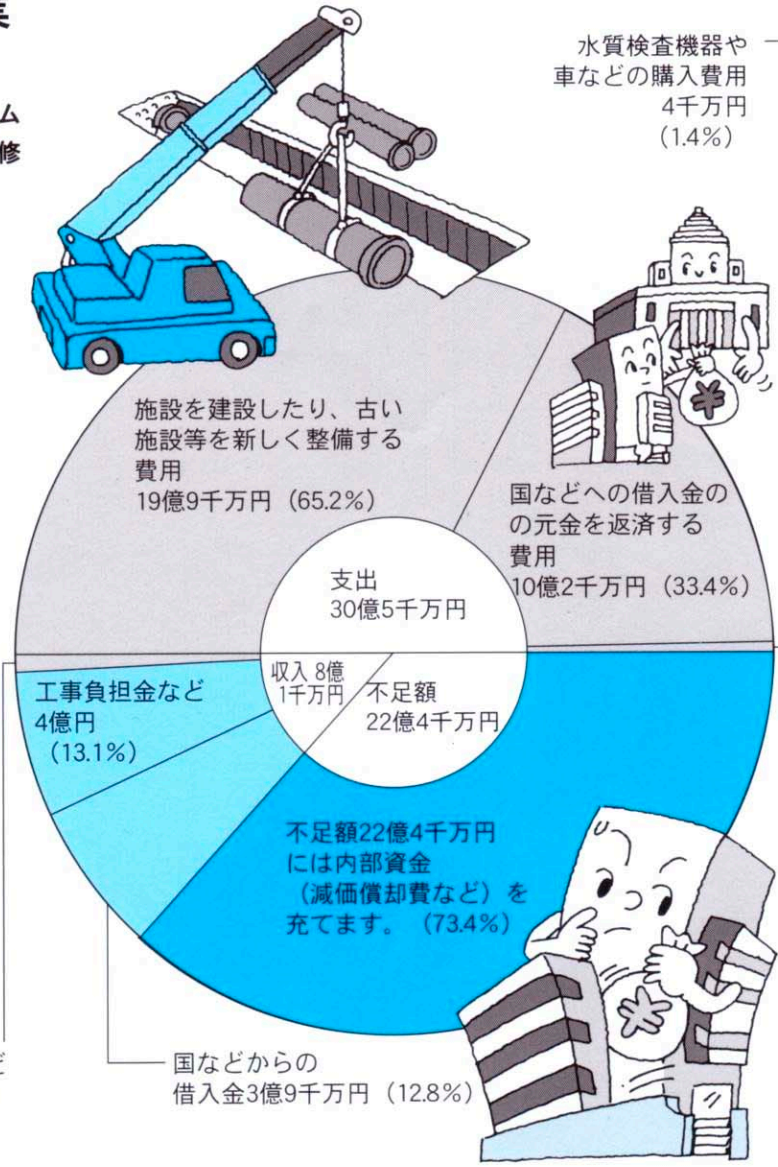 ム
修
水質検査機器や
車などの購入費用
4千万円
(1.4%)
施設を建設したり、古い
施設等を新しく整備する
費用
19億9千万円（65.2%）
国などへの借入金の
の元金を返済する
費用
10億2千万円（33.4%）
支出
30億5千万円
収入 8億
1千万円
不足額
22億4千万円
工事負担金など
4億円
（13.1%）
不足額22億4千万円
には内部資金
（減価償却費など）を
充てます。（73.4%）
ど
国などからの
借入金3億9千万円（12.8%）